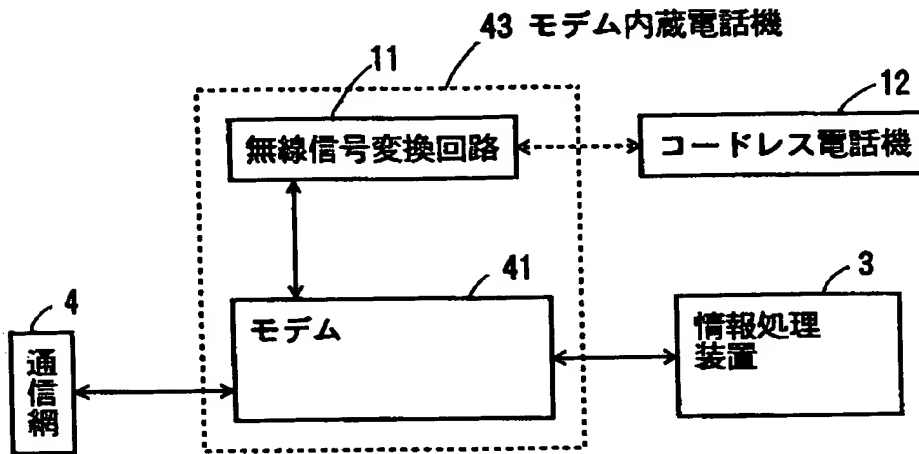 43 モデム内蔵電話機
11
12
無線信号変換回路
コードレス電話機
41
3
4
モデム
情報処理
装置
通信網